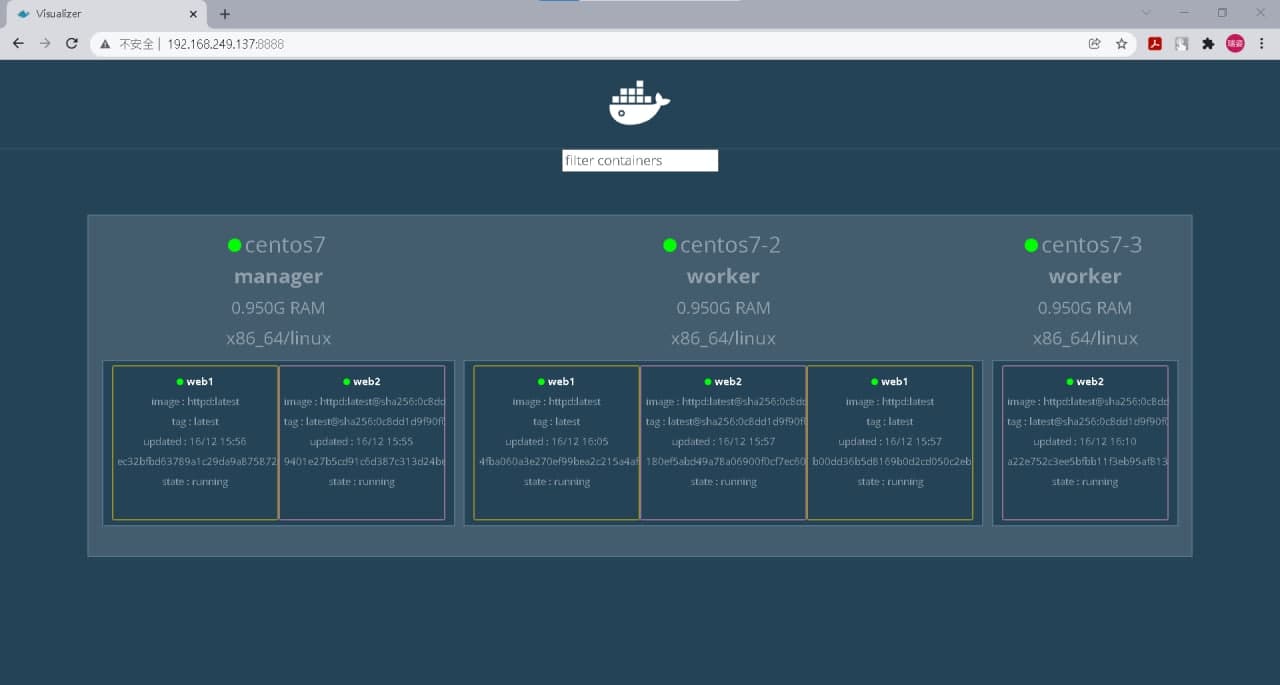 Visualizer
不安全 | 192.168.249.137:8888
filter containers
centos7
manager
0.950G RAM
x86_64/linux
web1
image : httpd:latest
tag : latest
updated : 16/12 15:56
ec32bfbd63789a1c29da9a875872
state : running
web2
image : httpd:latest@sha256:0c8dd
tag : latest@sha256:0c8dd1d9f90f0
updated : 16/12 15:55
9401e27b5cd91c6d387c313d24be
state : running
centos7-2
worker
0.950G RAM
x86_64/linux
web1
image : httpd:latest
tag : latest
updated : 16/12 16:05
4fba060a3e270ef99bea2c215a4af
state : running
web2
image : httpd:latest@sha256:0c8dd
tag : latest@sha256:0c8dd1d9f90f0
updated : 16/12 15:57
180ef5abd49a78a06900f0cf7ec60
state : running
web1
image : httpd:latest
tag : latest
updated : 16/12 15:57
b00dd36b5d8169b0d2cd050c2eb
state : running
centos7-3
worker
0.950G RAM
x86_64/linux
web2
image : httpd:latest@sha256:0c8dd
tag : latest@sha256:0c8dd1d9f90f0
updated : 16/12 16:10
a22e752c3ee5bfbb11f3eb95af813
state : running